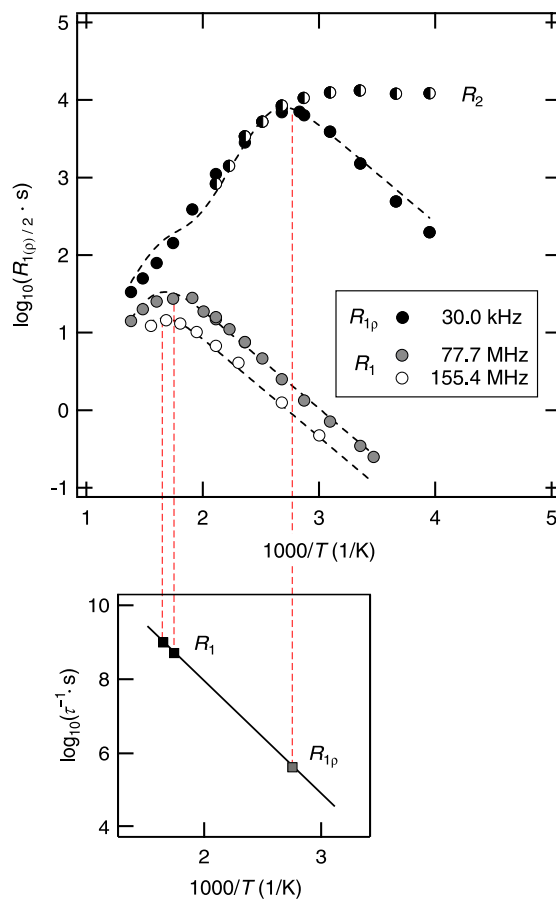 5
4
3
2
1
0
-1
log₁₀(R₁₍ρ₎/₂ · s)
R₂
R₁ρ 30.0 kHz
R₁ 77.7 MHz
155.4 MHz
1 2 3 4 5
1000/T (1/K)
10
8
6
4
log₁₀(τ⁻¹· s)
R₁
R₁ρ
2 3
1000/T (1/K)